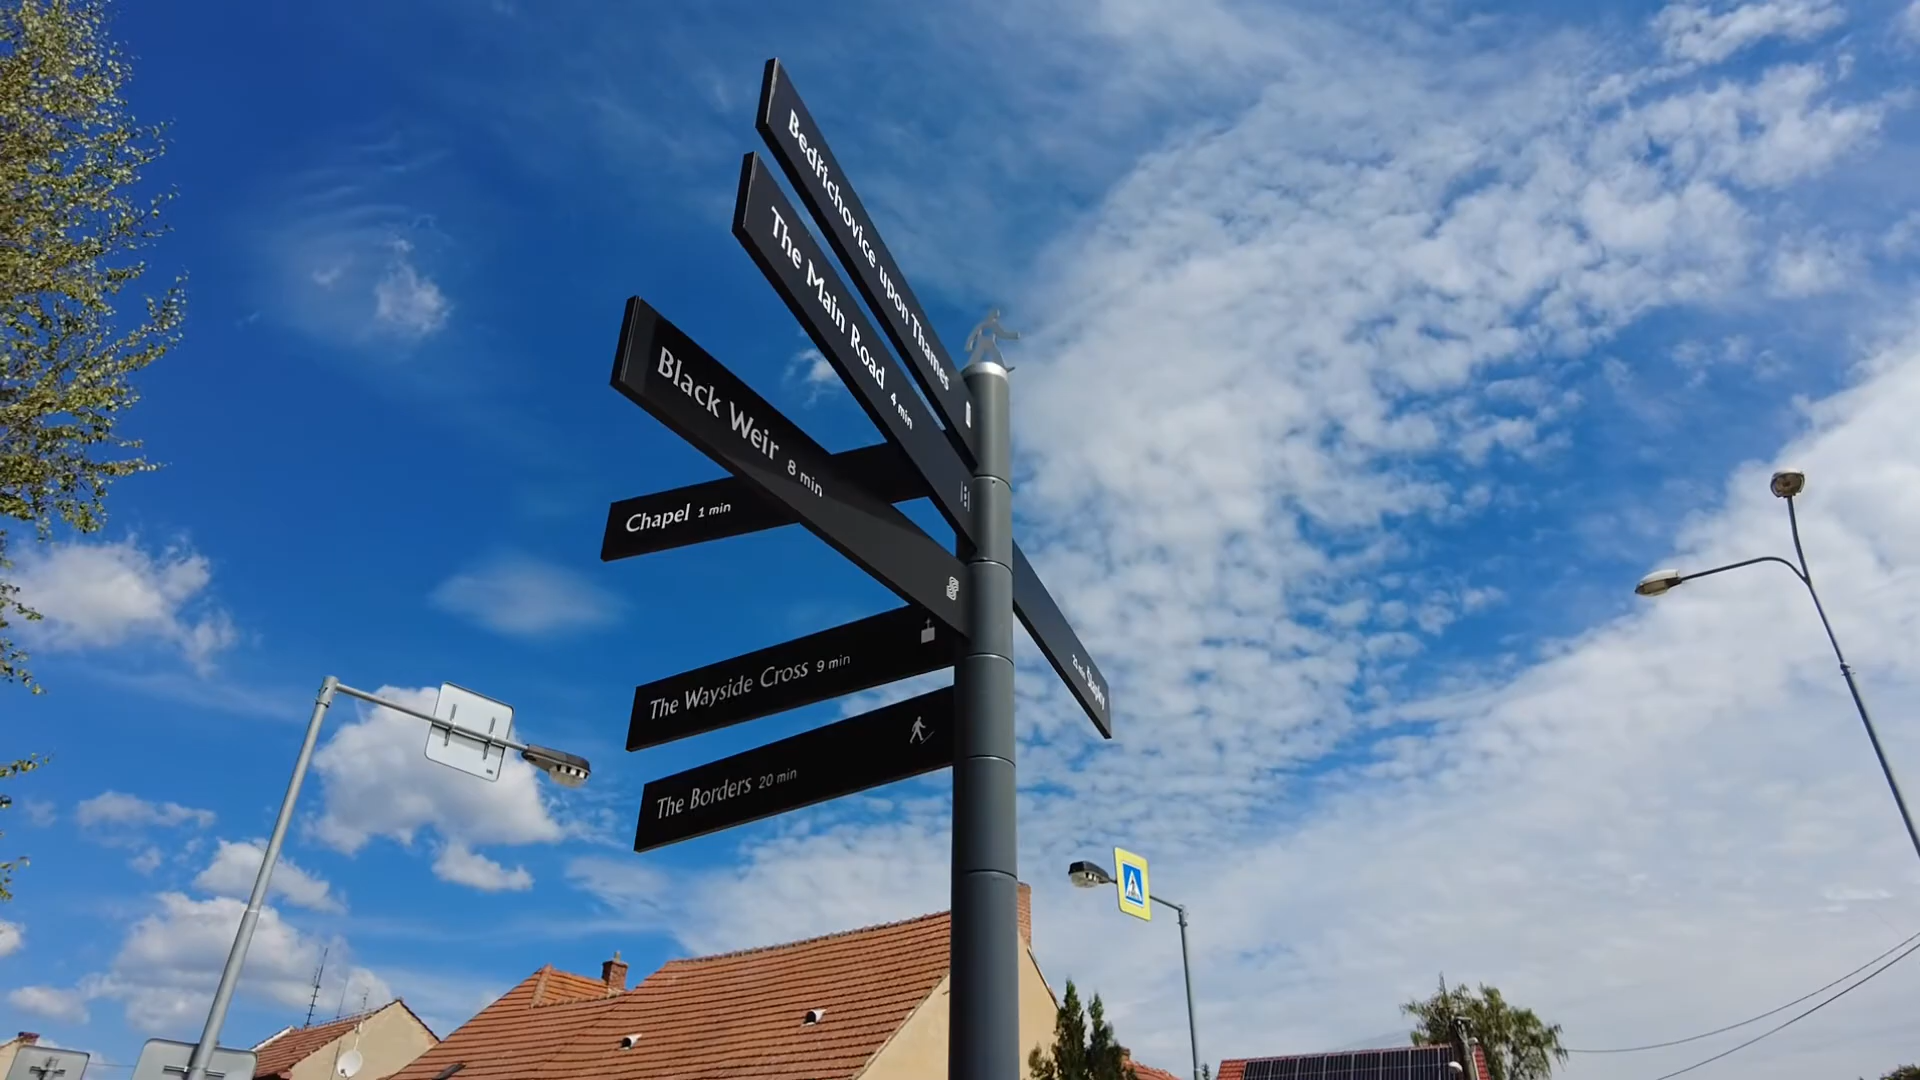 Bedřichovice upon Thames
The Main Road 4 min
Black Weir 8 min
Chapel 1 min
The Wayside Cross 9 min
The Borders 20 min